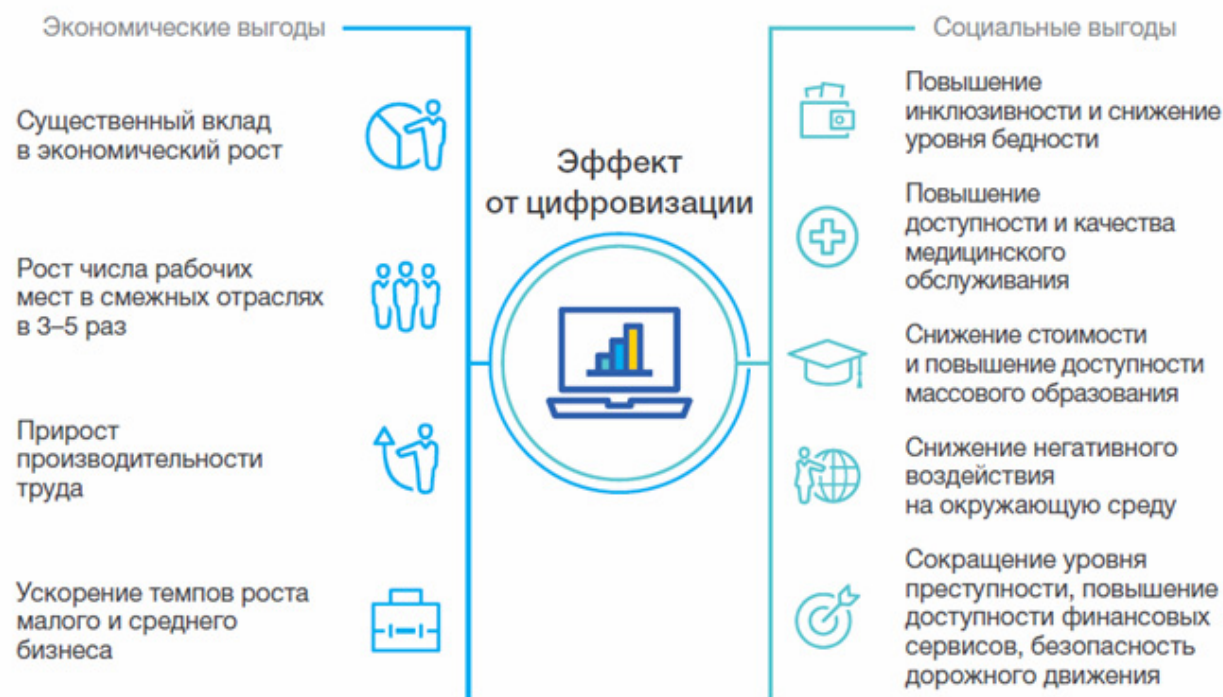 Экономические выгоды
Существенный вклад
в экономический рост
Рост числа рабочих
мест в смежных отраслях
в 3–5 раз
Прирост
производительности
труда
Ускорение темпов роста
малого и среднего
бизнеса
Эффект
от цифровизации
Социальные выгоды
Повышение
инклюзивности и снижение
уровня бедности
Повышение
доступности и качества
медицинского
обслуживания
Снижение стоимости
и повышение доступности
массового образования
Снижение негативного
воздействия
на окружающую среду
Сокращение уровня
преступности, повышение
доступности финансовых
сервисов, безопасность
дорожного движения